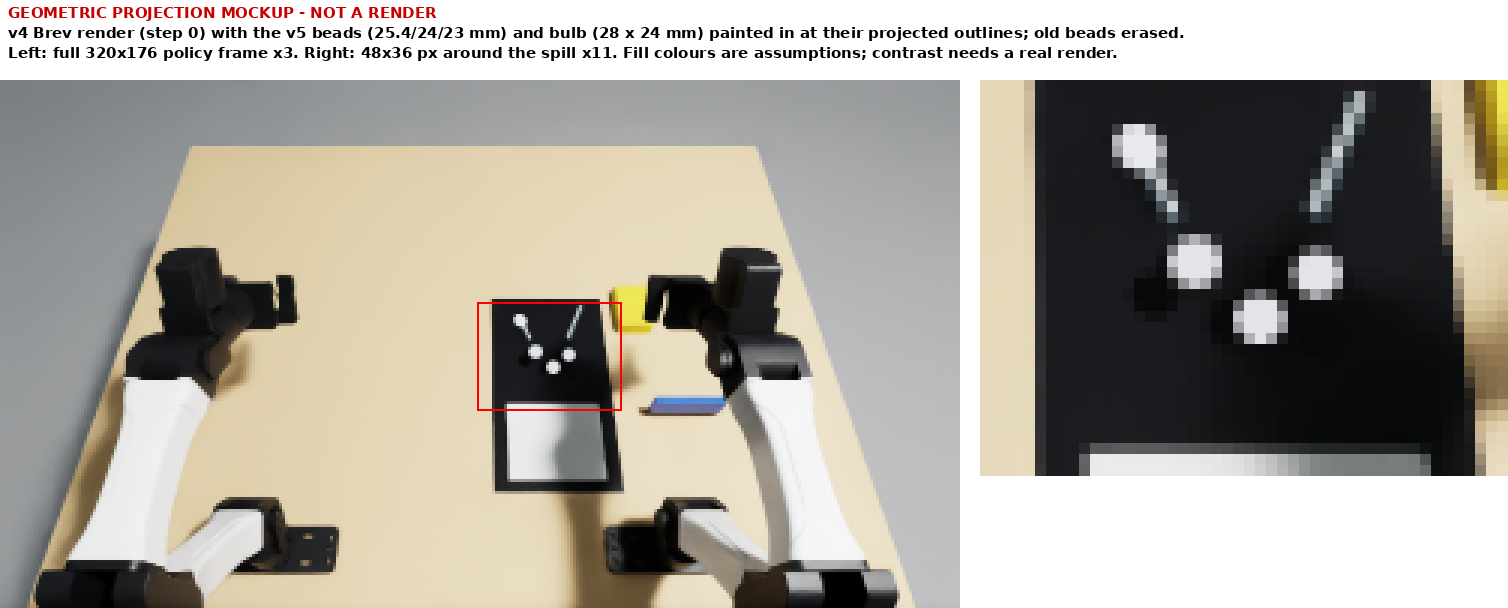 GEOMETRIC PROJECTION MOCKUP - NOT A RENDER
v4 Brev render (step 0) with the v5 beads (25.4/24/23 mm) and bulb (28 x 24 mm) painted in at their projected outlines; old beads erased.
Left: full 320x176 policy frame x3. Right: 48x36 px around the spill x11. Fill colours are assumptions; contrast needs a real render.